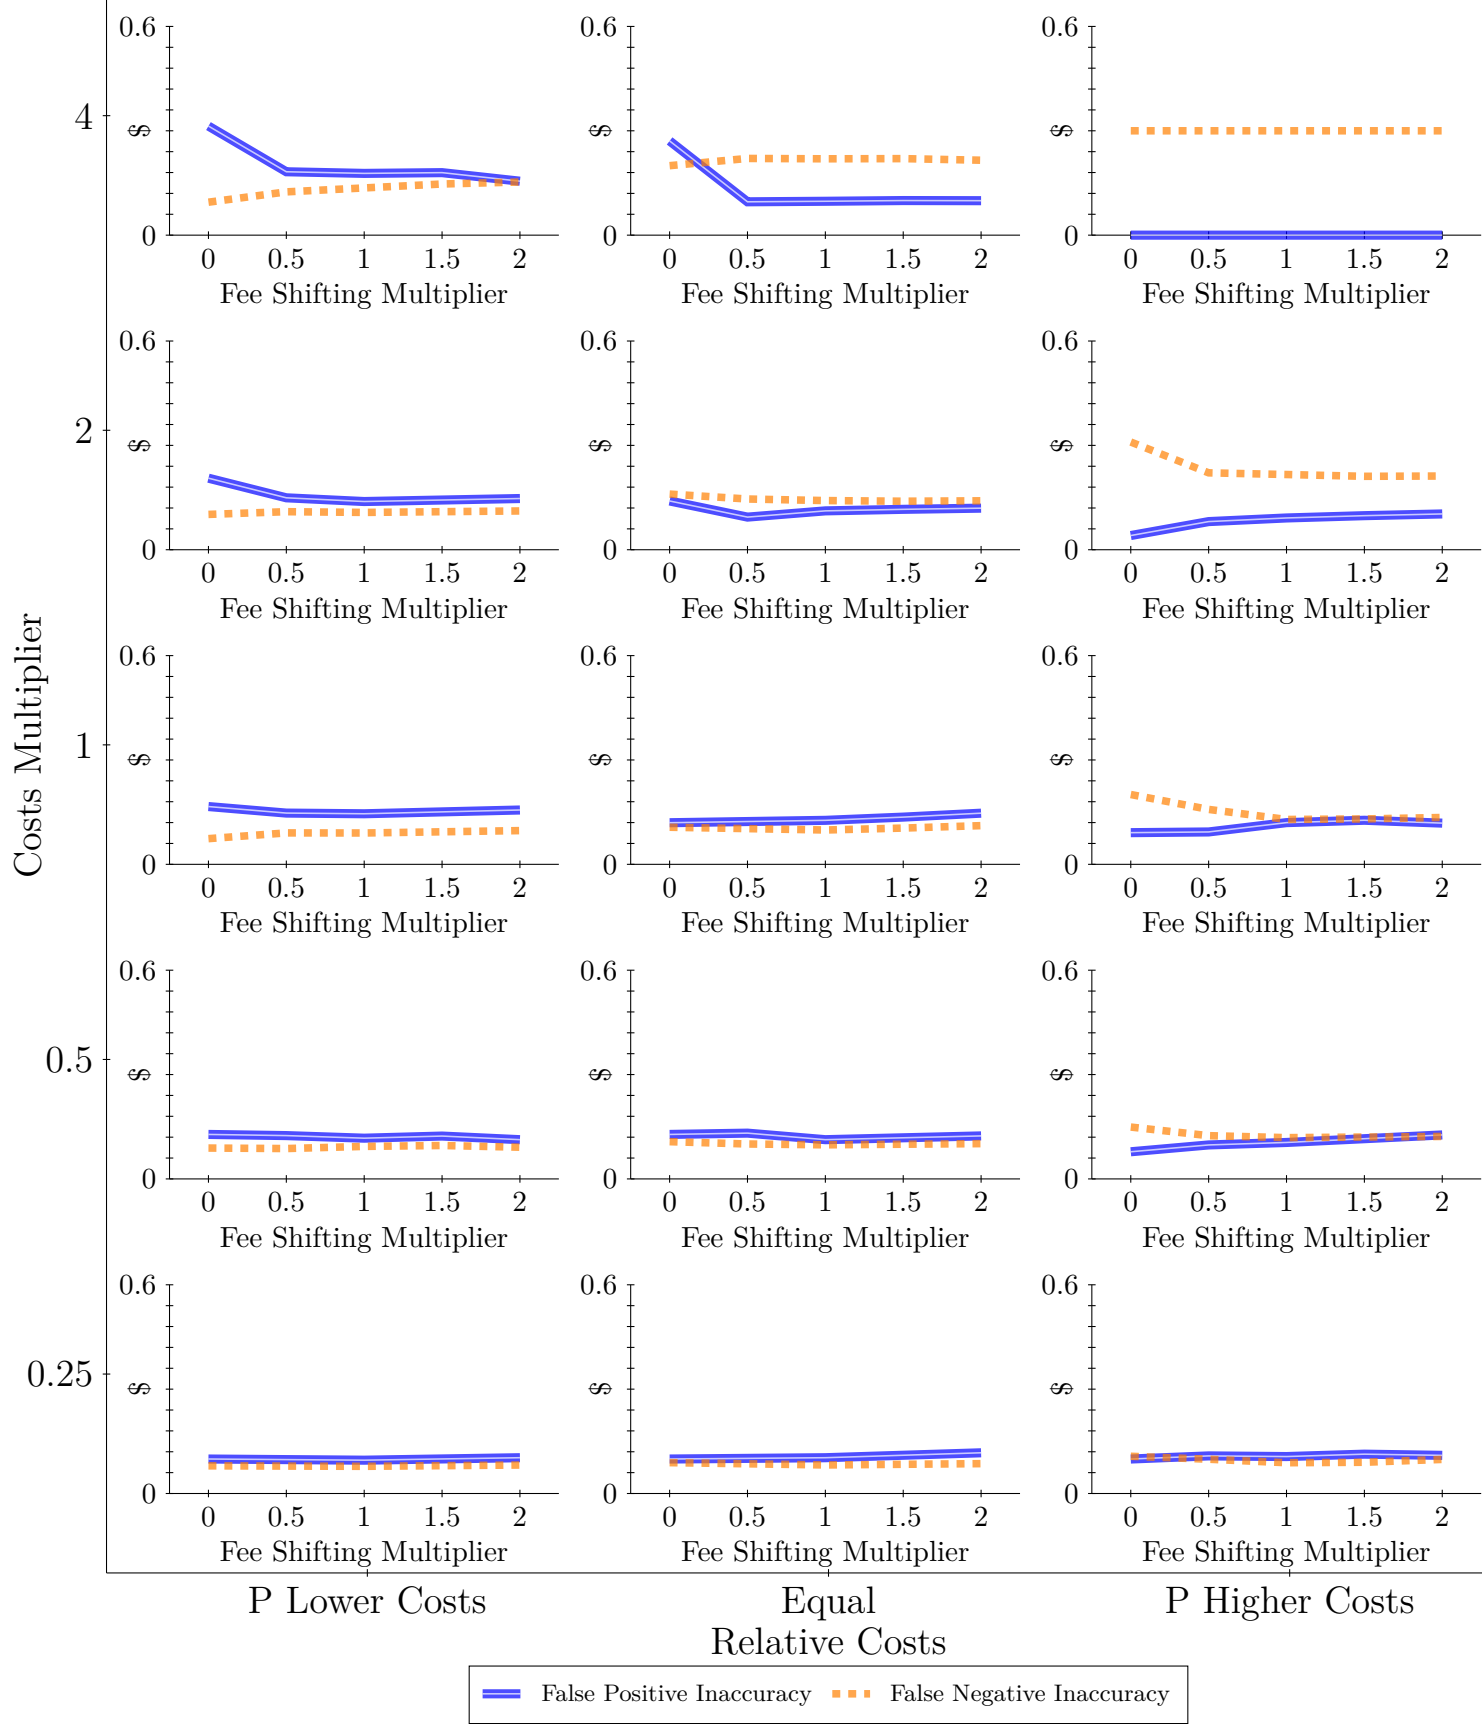 Costs Multiplier
4
0.6 0.6 0.6
$ $ $
0 0 0
0 0.5 1 1.5 2 0 0.5 1 1.5 2 0 0.5 1 1.5 2
Fee Shifting Multiplier Fee Shifting Multiplier Fee Shifting Multiplier
2
0.6 0.6 0.6
$ $ $
0 0 0
0 0.5 1 1.5 2 0 0.5 1 1.5 2 0 0.5 1 1.5 2
Fee Shifting Multiplier Fee Shifting Multiplier Fee Shifting Multiplier
1
0.6 0.6 0.6
$ $ $
0 0 0
0 0.5 1 1.5 2 0 0.5 1 1.5 2 0 0.5 1 1.5 2
Fee Shifting Multiplier Fee Shifting Multiplier Fee Shifting Multiplier
0.5
0.6 0.6 0.6
$ $ $
0 0 0
0 0.5 1 1.5 2 0 0.5 1 1.5 2 0 0.5 1 1.5 2
Fee Shifting Multiplier Fee Shifting Multiplier Fee Shifting Multiplier
0.25
0.6 0.6 0.6
$ $ $
0 0 0
0 0.5 1 1.5 2 0 0.5 1 1.5 2 0 0.5 1 1.5 2
Fee Shifting Multiplier Fee Shifting Multiplier Fee Shifting Multiplier
P Lower Costs Equal P Higher Costs
Relative Costs
False Positive Inaccuracy False Negative Inaccuracy